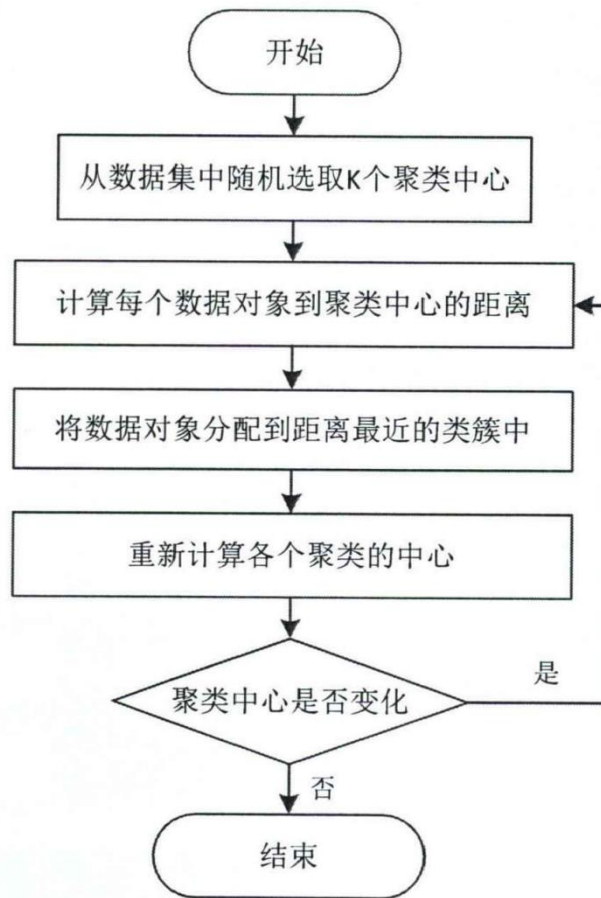 开始
从数据集中随机选取K个聚类中心
计算每个数据对象到聚类中心的距离
将数据对象分配到距离最近的类簇中
重新计算各个聚类的中心
聚类中心是否变化
是
否
结束